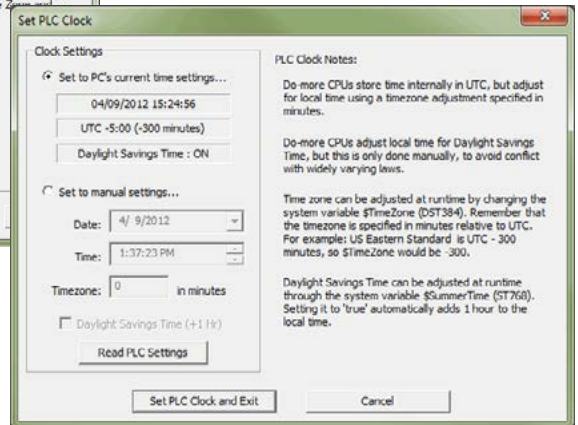 Set PLC Clock
Clock Settings
Set to PC's current time settings...
04/09/2012 15:24:56
UTC -5:00 (-300 minutes)
Daylight Savings Time : ON
Set to manual settings...
Date: 4/ 9/2012
Time: 1:37:23 PM
Timezone: 0 in minutes
Daylight Savings Time (+1 Hr)
Read PLC Settings
PLC Clock Notes:
Do-more CPUs store time internally in UTC, but adjust
for local time using a timezone adjustment specified in
minutes.
Do-more CPUs adjust local time for Daylight Savings
Time, but this is only done manually, to avoid conflict
with widely varying laws.
Time zone can be adjusted at runtime by changing the
system variable $TimeZone (DST384). Remember that
the timezone is specified in minutes relative to UTC.
For example: US Eastern Standard is UTC - 300
minutes, so $TimeZone would be -300.
Daylight Savings Time can be adjusted at runtime
through the system variable $SummerTime (ST768).
Setting it to 'true' automatically adds 1 hour to the
local time.
Set PLC Clock and Exit
Cancel